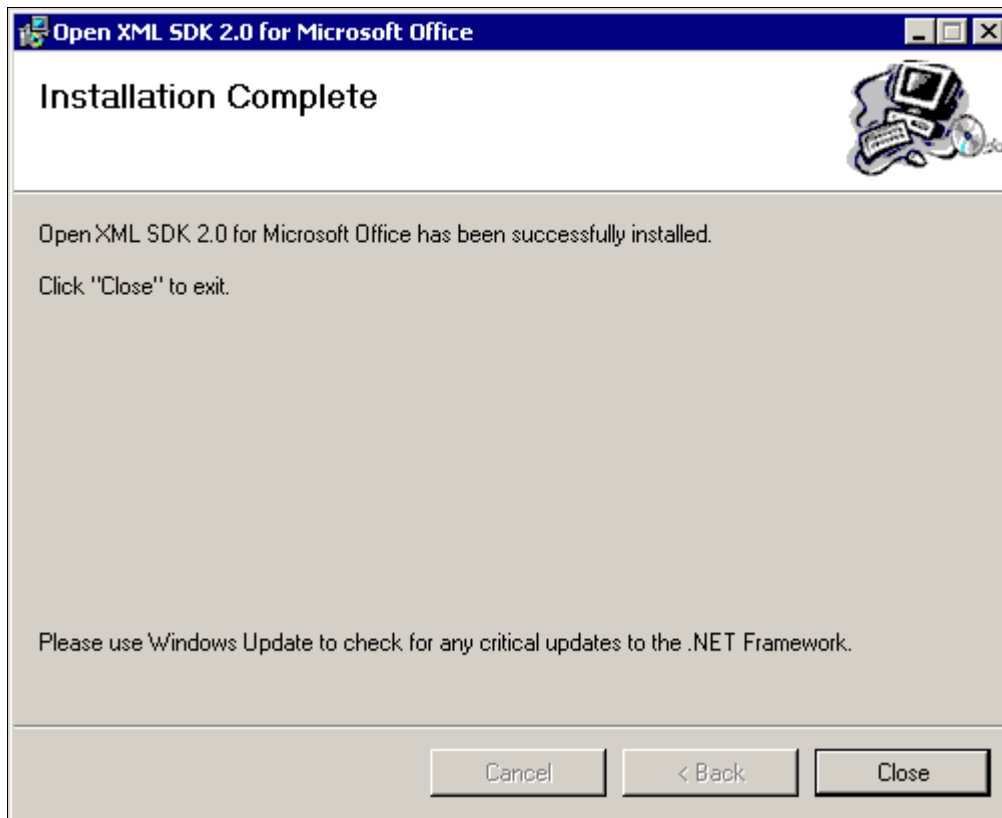 Open XML SDK 2.0 for Microsoft Office
Installation Complete
Open XML SDK 2.0 for Microsoft Office has been successfully installed.
Click "Close" to exit.
Please use Windows Update to check for any critical updates to the .NET Framework.
Cancel < Back Close